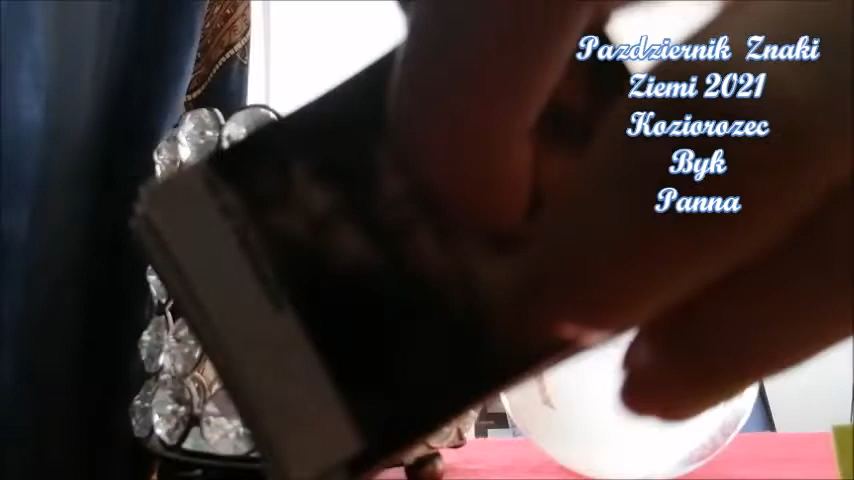 Pazdziernik Znaki
Ziemi 2021
Koziorozec
Byk
Panna